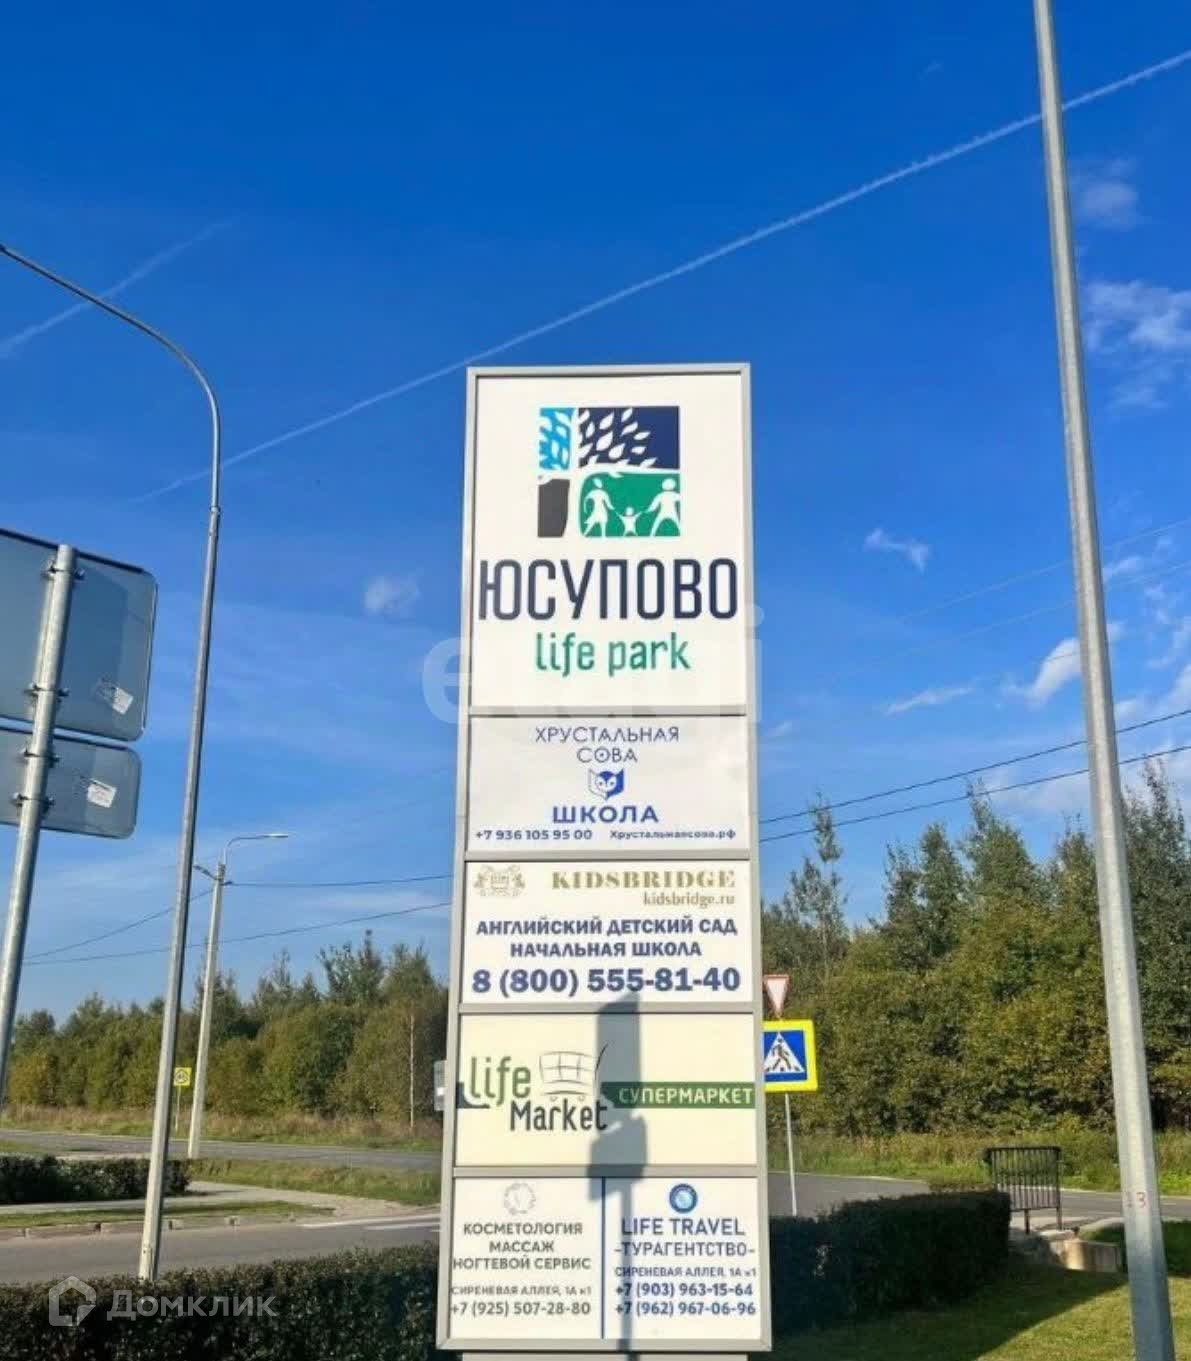 ЮСУПОВО
life park
ХРУСТАЛЬНАЯ
СОВА
ШКОЛА
+7 936 105 95 00 Хрустальнаясова.рф
KIDSBRIDGE
kidsbridge.ru
АНГЛИЙСКИЙ ДЕТСКИЙ САД
НАЧАЛЬНАЯ ШКОЛА
8 (800) 555-81-40
life
Market
СУПЕРМАРКЕТ
КОСМЕТОЛОГИЯ
МАССАЖ
НОГТЕВОЙ СЕРВИС
СИРЕНЕВАЯ АЛЛЕЯ, 1А к1
+7 (925) 507-28-80
LIFE TRAVEL
-ТУРАГЕНТСТВО-
СИРЕНЕВАЯ АЛЛЕЯ, 1А к1
+7 (903) 963-15-64
+7 (962) 967-06-96
13
Домклик